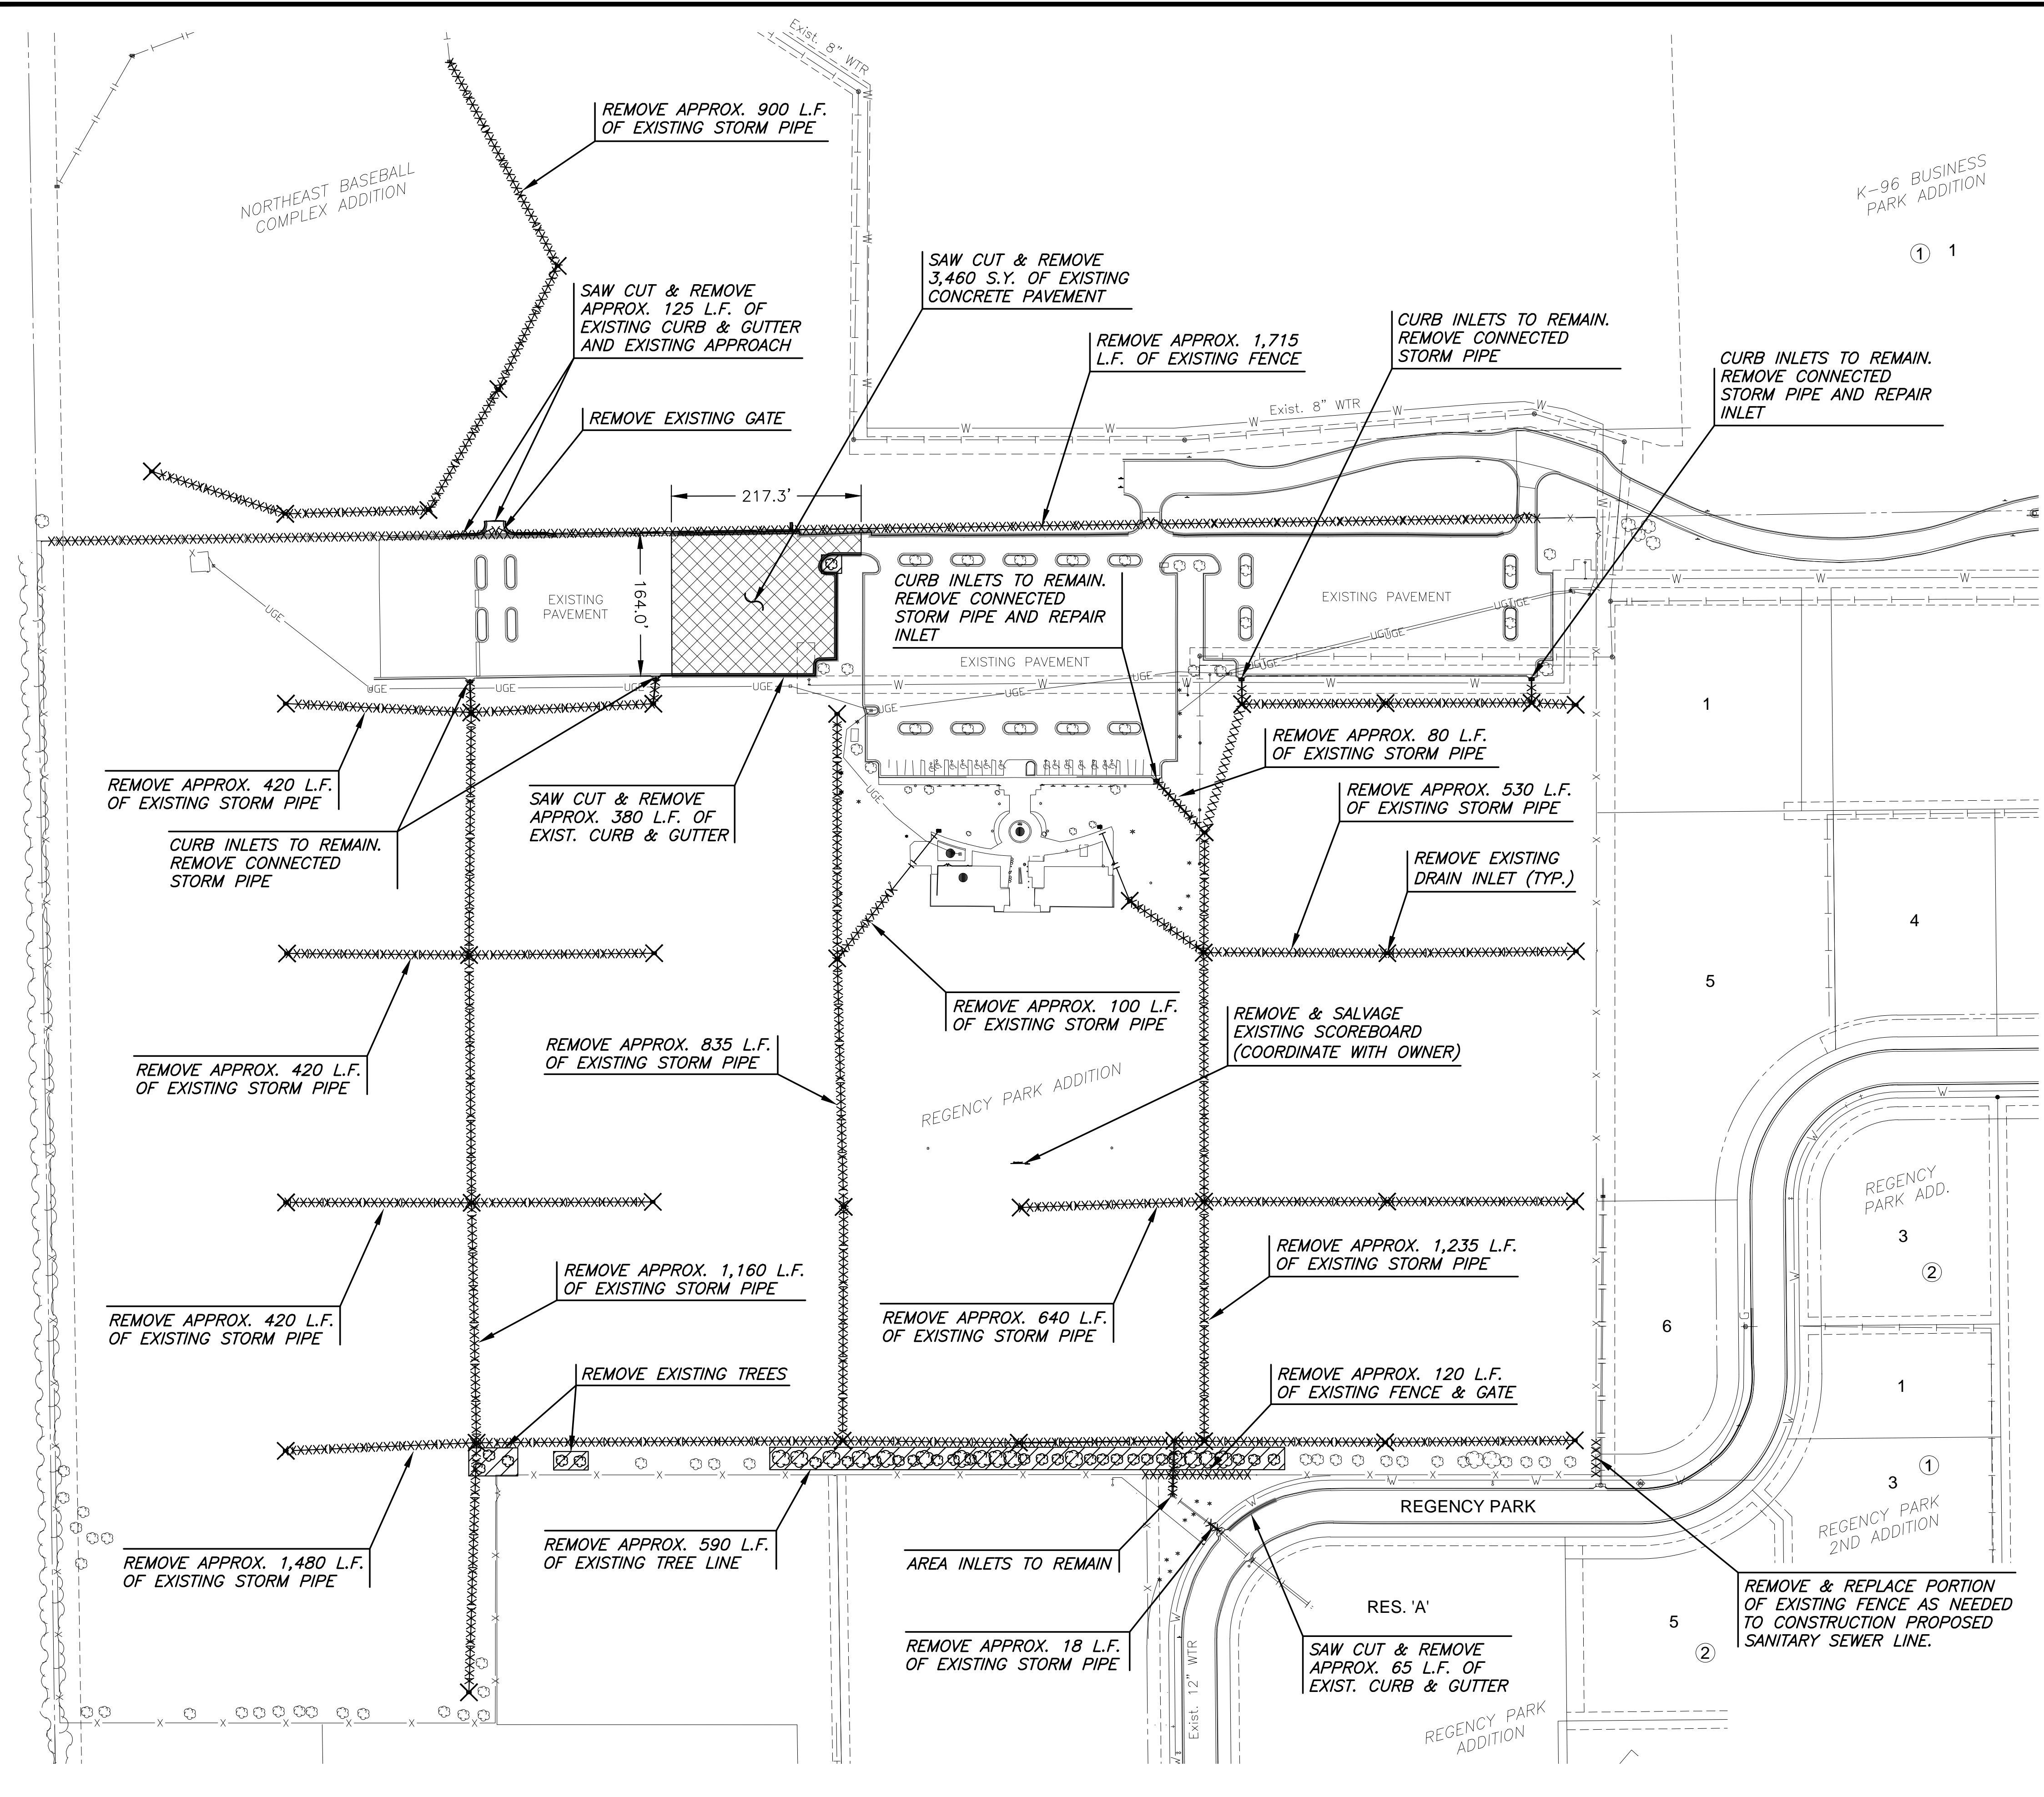 Exist. 8" WTR
REMOVE APPROX. 900 L.F.
OF EXISTING STORM PIPE
NORTHEAST BASEBALL
COMPLEX ADDITION
K-96 BUSINESS
PARK ADDITION
1 1
SAW CUT & REMOVE
3,460 S.Y. OF EXISTING
CONCRETE PAVEMENT
SAW CUT & REMOVE
APPROX. 125 L.F. OF
EXISTING CURB & GUTTER
AND EXISTING APPROACH
REMOVE EXISTING GATE
REMOVE APPROX. 1,715
L.F. OF EXISTING FENCE
CURB INLETS TO REMAIN.
REMOVE CONNECTED
STORM PIPE
CURB INLETS TO REMAIN.
REMOVE CONNECTED
STORM PIPE AND REPAIR
INLET
Exist. 8" WTR
217.3'
164.0'
EXISTING
PAVEMENT
CURB INLETS TO REMAIN.
REMOVE CONNECTED
STORM PIPE AND REPAIR
INLET
EXISTING PAVEMENT
EXISTING PAVEMENT
UGE
UGE
UGE
UGE
UGE
UGE
UGE
UGE
1
REMOVE APPROX. 420 L.F.
OF EXISTING STORM PIPE
CURB INLETS TO REMAIN.
REMOVE CONNECTED
STORM PIPE
SAW CUT & REMOVE
APPROX. 380 L.F. OF
EXIST. CURB & GUTTER
REMOVE APPROX. 80 L.F.
OF EXISTING STORM PIPE
REMOVE APPROX. 530 L.F.
OF EXISTING STORM PIPE
REMOVE EXISTING
DRAIN INLET (TYP.)
4
5
REMOVE APPROX. 100 L.F.
OF EXISTING STORM PIPE
REMOVE & SALVAGE
EXISTING SCOREBOARD
(COORDINATE WITH OWNER)
REMOVE APPROX. 420 L.F.
OF EXISTING STORM PIPE
REMOVE APPROX. 835 L.F.
OF EXISTING STORM PIPE
REGENCY PARK ADDITION
REGENCY
PARK ADD.
3
2
REMOVE APPROX. 420 L.F.
OF EXISTING STORM PIPE
REMOVE APPROX. 1,160 L.F.
OF EXISTING STORM PIPE
REMOVE APPROX. 640 L.F.
OF EXISTING STORM PIPE
REMOVE APPROX. 1,235 L.F.
OF EXISTING STORM PIPE
6
G
REMOVE EXISTING TREES
REMOVE APPROX. 120 L.F.
OF EXISTING FENCE & GATE
1
1
3
REGENCY PARK
2ND ADDITION
REGENCY PARK
REMOVE APPROX. 1,480 L.F.
OF EXISTING STORM PIPE
REMOVE APPROX. 590 L.F.
OF EXISTING TREE LINE
AREA INLETS TO REMAIN
REMOVE APPROX. 18 L.F.
OF EXISTING STORM PIPE
Exist. 12" WTR
RES. 'A'
SAW CUT & REMOVE
APPROX. 65 L.F. OF
EXIST. CURB & GUTTER
REMOVE & REPLACE PORTION
OF EXISTING FENCE AS NEEDED
TO CONSTRUCTION PROPOSED
SANITARY SEWER LINE.
5
2
REGENCY PARK
ADDITION